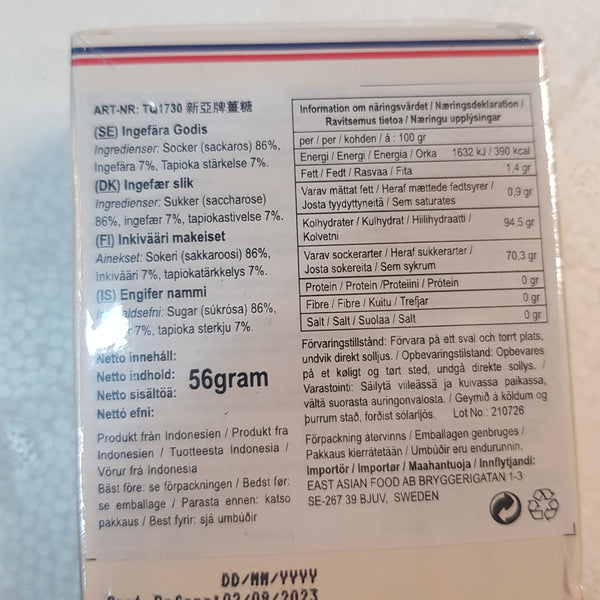 ART-NR: TQ1730 新亞牌薑糖
(SE) Ingefära Godis
Ingredienser: Socker (sackaros) 86%,
Ingefära 7%, Tapioka stärkelse 7%.
(DK) Ingefær slik
Ingredienser: Sukker (saccharose)
86%, ingefær 7%, tapiokastivelse 7%.
(FI) Inkivääri makeiset
Ainekset: Sokeri (sakkaroosi) 86%,
Inkivääri 7%, tapiokatärkkelys 7%.
(IS) Engifer nammi
Sugar (súkrósa) 86%,
7%, tapioka sterkju 7%
Netto innehåll:
Netto indhold:
Netto sisältöä:
Nettó efni:
56gram
Produkt från Indonesien / Produkt fra
Indonesien / Tuotteesta Indonesia /
Vörur frá Indonesia
Bäst före: se förpackningen / Bedst før:
se emballage / Parasta ennen: katso
pakkaus / Best fyrir: sjá umbúðir
Information om näringsvärdet / Næringsdeklaration /
Ravitsemus tietoa / Næringu upplýsingar
per / per / kohden / á : 100 gr
Energi / Energi / Energia / Orka 1632 kJ / 390 kcal
Fett / Fedt / Rasvaa / Fita 1,4 gr
Varav mättat fett / Heraf mættede fedtsyrer /
Josta tyydyttyneitä / Sem saturates 0,9 gr
Kolhydrater / Kulhydrat / Hiilihydraatti /
Kolvetni 94,5 gr
Varav sockerarter / Heraf sukkerarter /
Josta sokereita / Sem sykrum 70,3 gr
Protein / Protein /Proteiini / Prótein 0 gr
Fibre / Fibre / Kuitu / Trefjar 0 gr
Salt / Salt / Suolaa / Salt 0 gr
Förvaringstillstånd: Förvara på ett sval och torrt plats,
undvik direkt solljus. / Opbevaringstilstand: Opbevares
på et køligt og tørt sted, undgå direkte sollys. /
Varastointi: Säilytä viileässä ja kuivassa paikassa,
vältä suorasta auringonvalosta. / Geymið á köldum og
þurrum stað, forðist sólarljós. Lot No.: 210726
Förpackning återvinns / Emballagen genbruges /
Pakkaus kierrätetään / Umbúðir eru endurunnin.
Importör / Importør / Maahantuoja / Innflytjandi:
EAST ASIAN FOOD AB BRYGGERIGATAN 1-3
SE-267 39 BJUV, SWEDEN
DD/MM/YYYY
02/08/2023